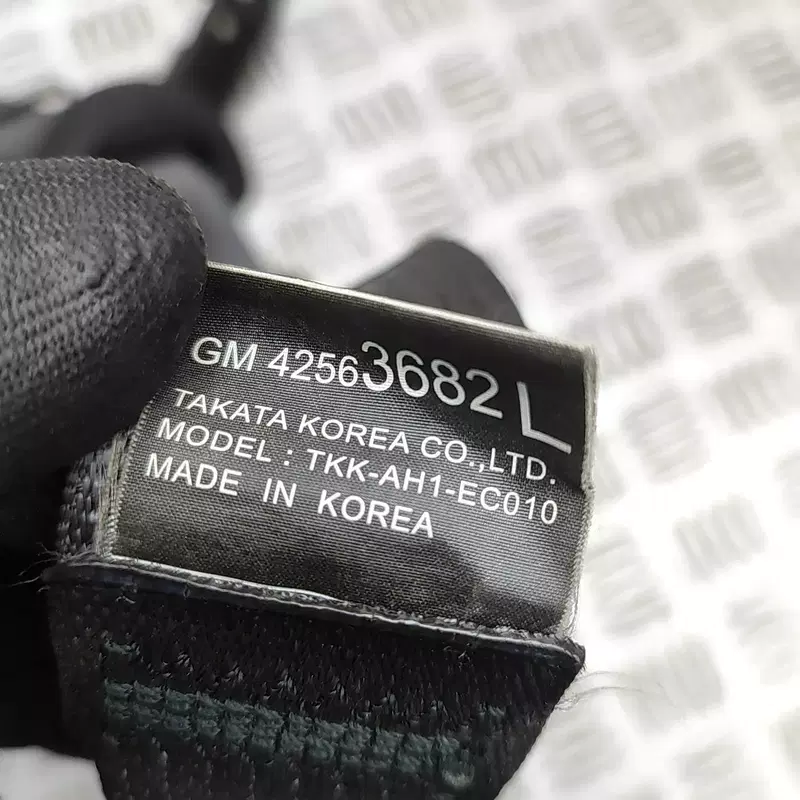 GM 42563682 L
TAKATA KOREA CO.,LTD.
MODEL : TKK-AH1-EC010
MADE IN KOREA